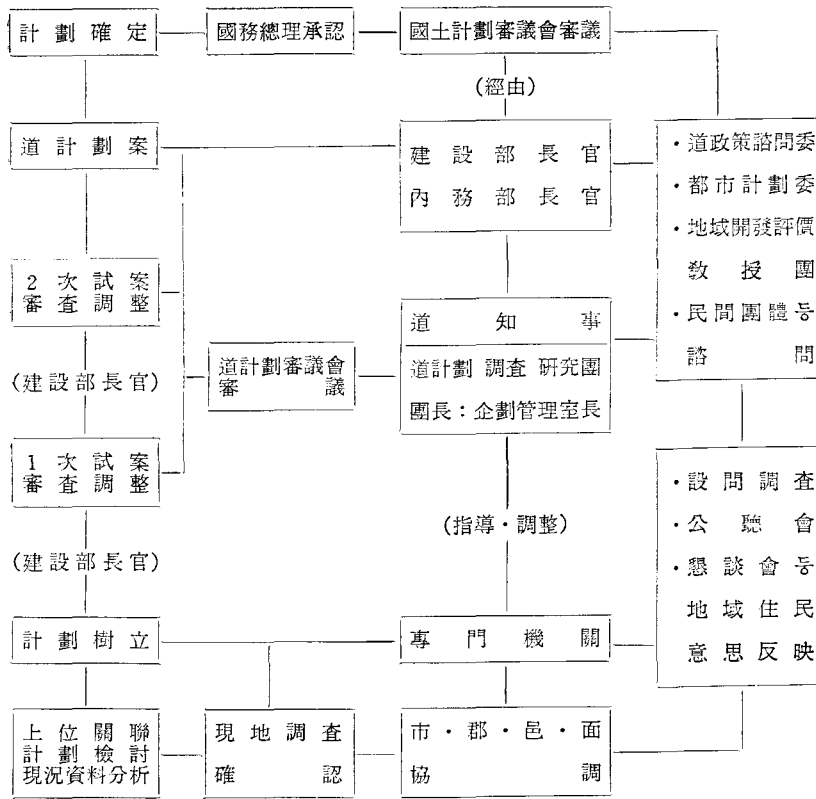 計劃確定
國務總理承認
國土計劃審議會審議
(經由)
道計劃案
建設部長官
內務部長官
・道政策諮問委
・都市計劃委
・地域開發評價
敎授團
・民間團體등
諮問
2次試案
審査調整
(建設部長官)
道計劃審議會
審議
道知事
道計劃 調査 硏究團
團長：企劃管理室長
1次試案
審査調整
(建設部長官)
(指導・調整)
・設問調査
・公聽會
・懇談會등
地域住民
意思反映
計劃樹立
專門機關
上位關聯
計劃檢討
現況資料分析
現地調査
確認
市・郡・邑・面
協調